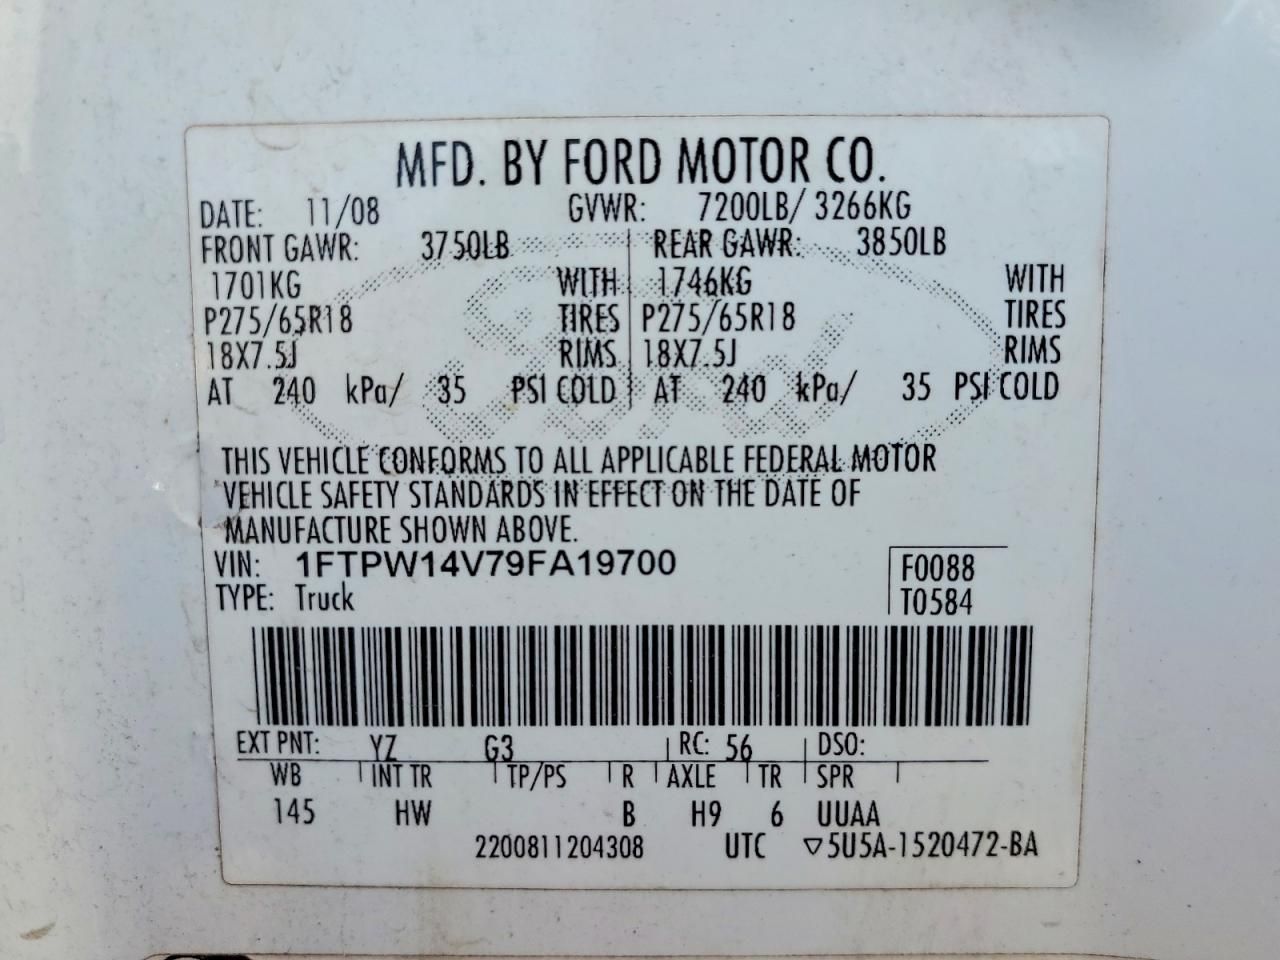 MFD. BY FORD MOTOR CO.
DATE: 11/08 GVWR: 7200LB/ 3266KG
FRONT GAWR: 3750LB REAR GAWR: 3850LB
1701KG WITH 1746KG WITH
P275/65R18 TIRES P275/65R18 TIRES
18X7.5J RIMS 18X7.5J RIMS
AT 240 kPa/ 35 PSI COLD AT 240 kPa/ 35 PSI COLD
Ford
THIS VEHICLE CONFORMS TO ALL APPLICABLE FEDERAL MOTOR
VEHICLE SAFETY STANDARDS IN EFFECT ON THE DATE OF
MANUFACTURE SHOWN ABOVE.
VIN: 1FTPW14V79FA19700 F0088
TYPE: Truck T0584
EXT PNT: YZ G3 RC: 56 DSO:
WB INT TR TP/PS R AXLE TR SPR
145 HW B H9 6 UUAA
2200811204308 UTC ▽5U5A-1520472-BA